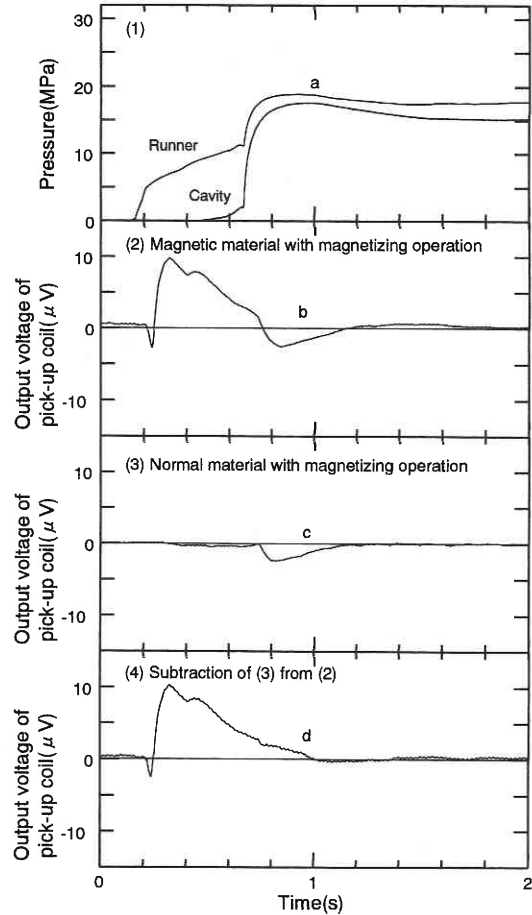 (1)
30
20
10
0
Pressure(MPa)
a
Runner
Cavity
(2) Magnetic material with magnetizing operation
10
0
-10
Output voltage of
pick-up coil(μV)
b
(3) Normal material with magnetizing operation
10
0
-10
Output voltage of
pick-up coil(μV)
c
(4) Subtraction of (3) from (2)
10
0
-10
Output voltage of
pick-up coil(μV)
d
0 1 2
Time(s)